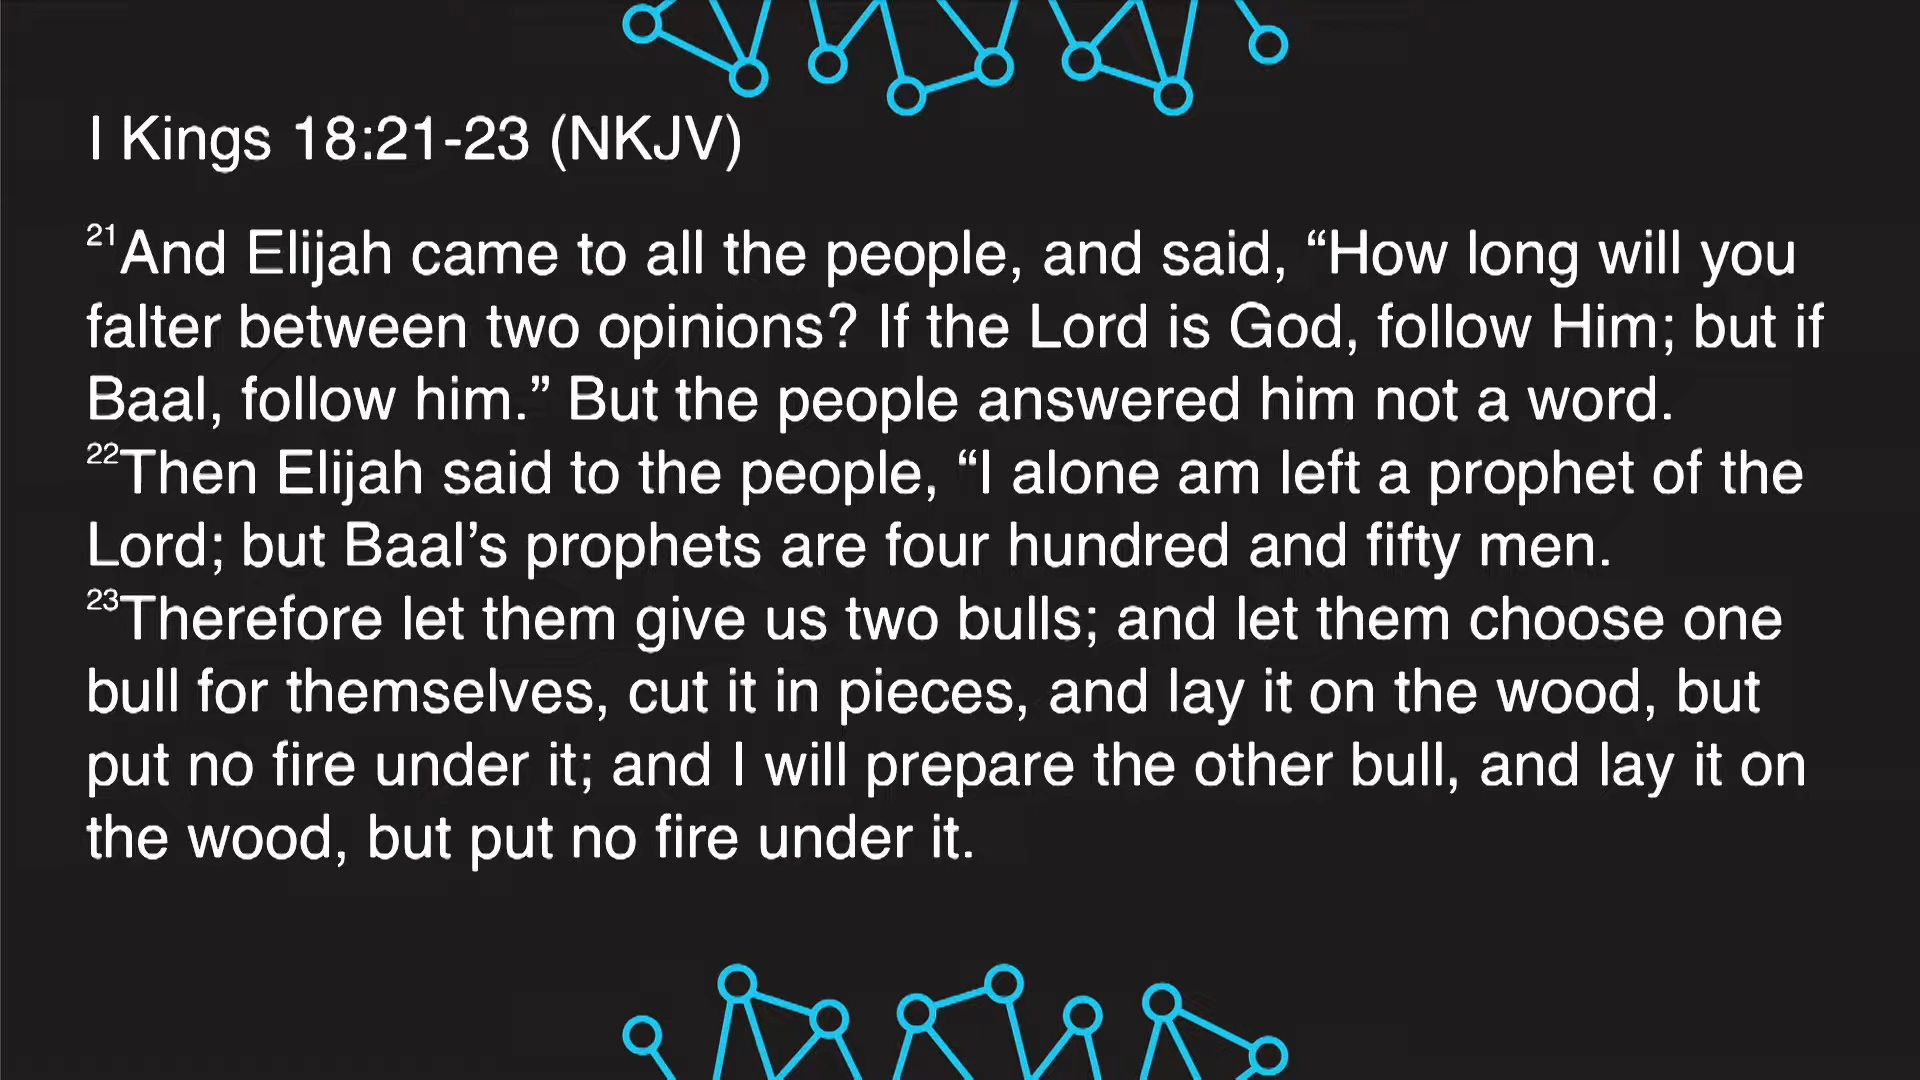 I Kings 18:21-23 (NKJV)
21And Elijah came to all the people, and said, “How long will you
falter between two opinions? If the Lord is God, follow Him; but if
Baal, follow him.” But the people answered him not a word.
22Then Elijah said to the people, “I alone am left a prophet of the
Lord; but Baal’s prophets are four hundred and fifty men.
23Therefore let them give us two bulls; and let them choose one
bull for themselves, cut it in pieces, and lay it on the wood, but
put no fire under it; and I will prepare the other bull, and lay it on
the wood, but put no fire under it.